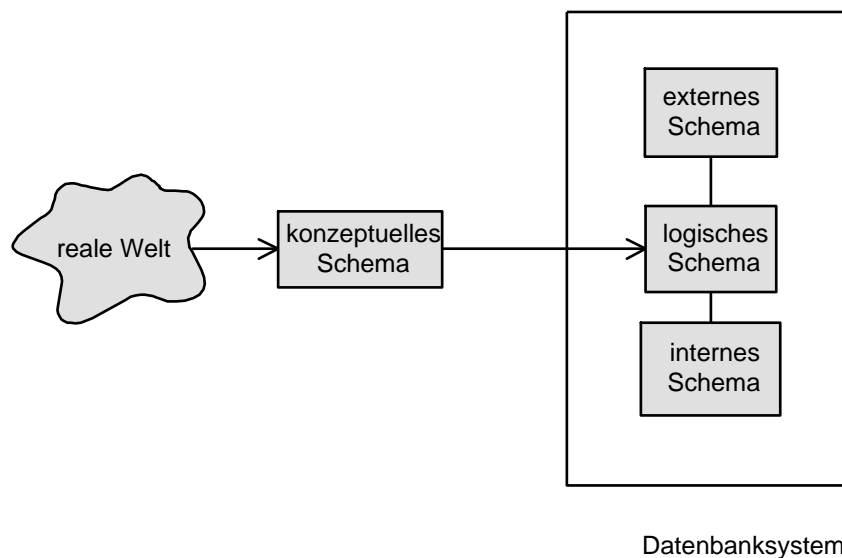 externes
Schema
reale Welt
konzeptuelles
Schema
logisches
Schema
internes
Schema
Datenbanksystem